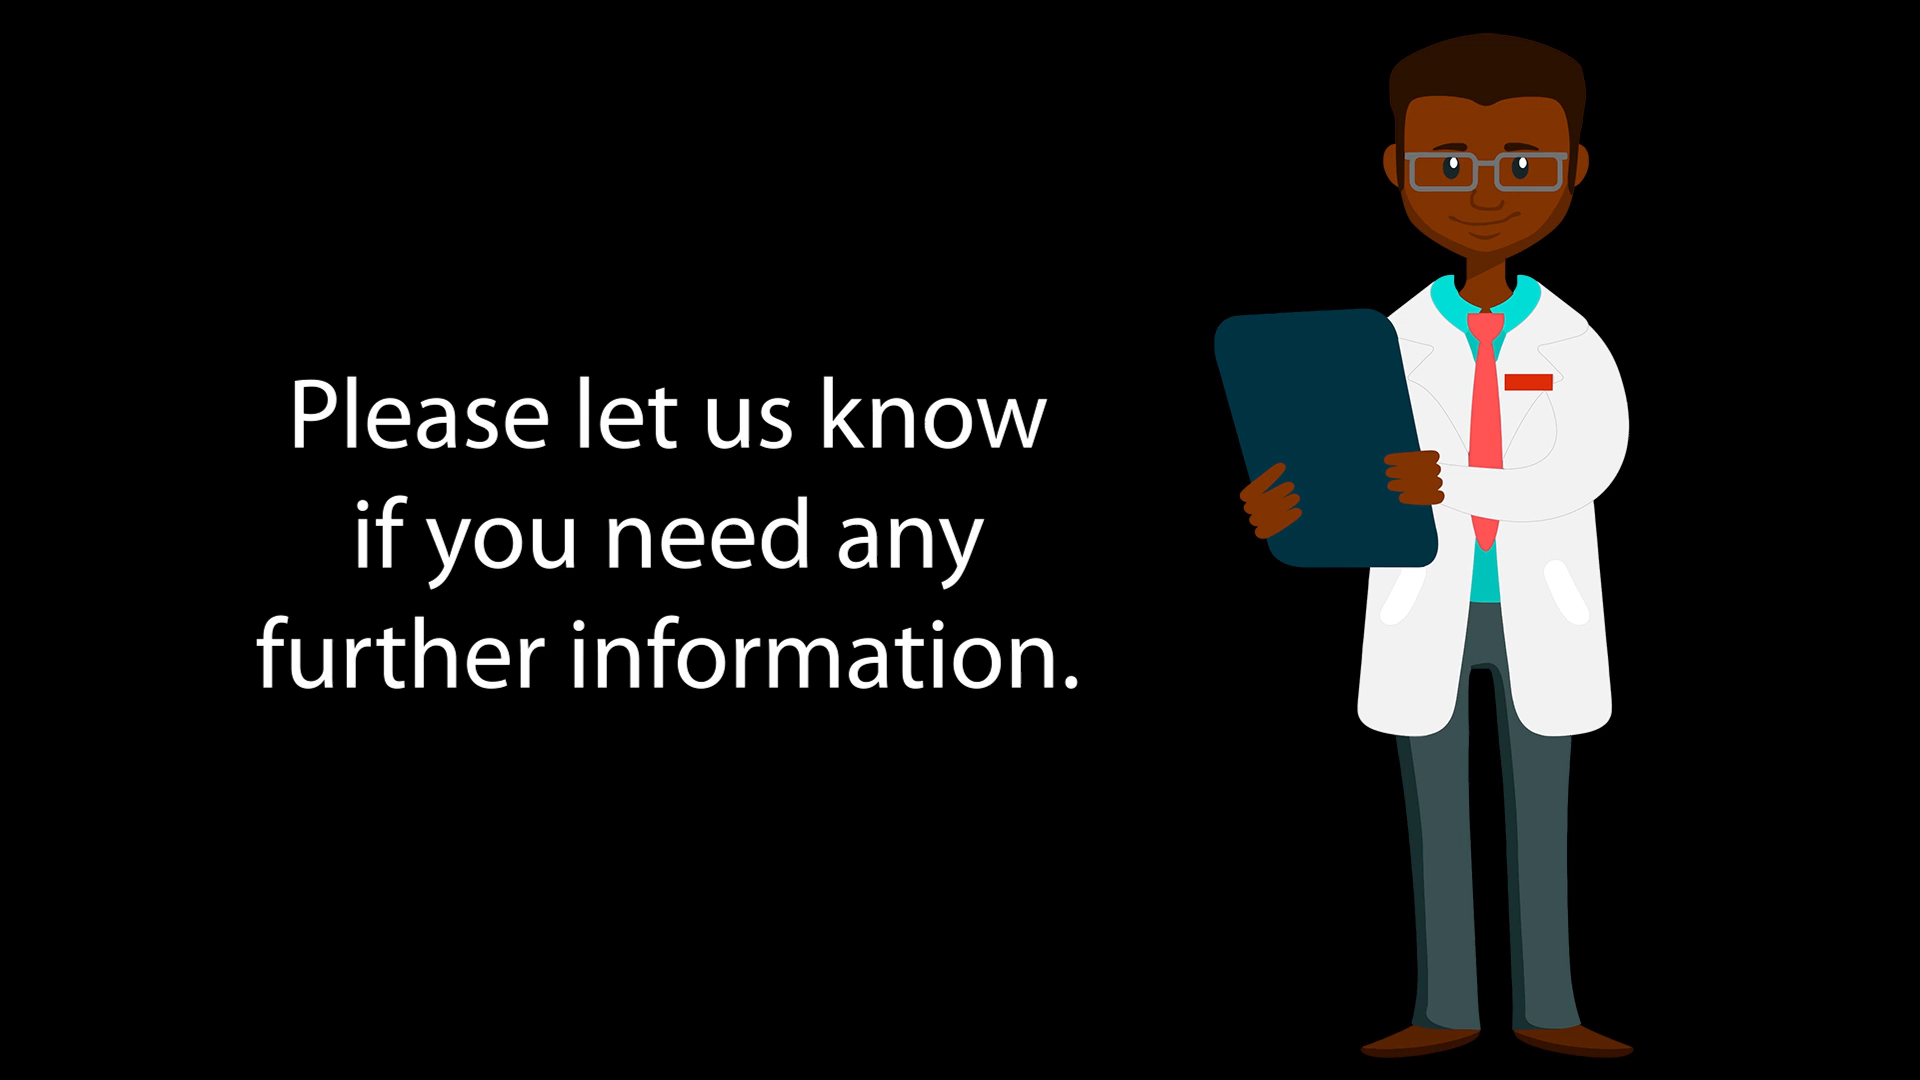 Please let us know
if you need any
further information.